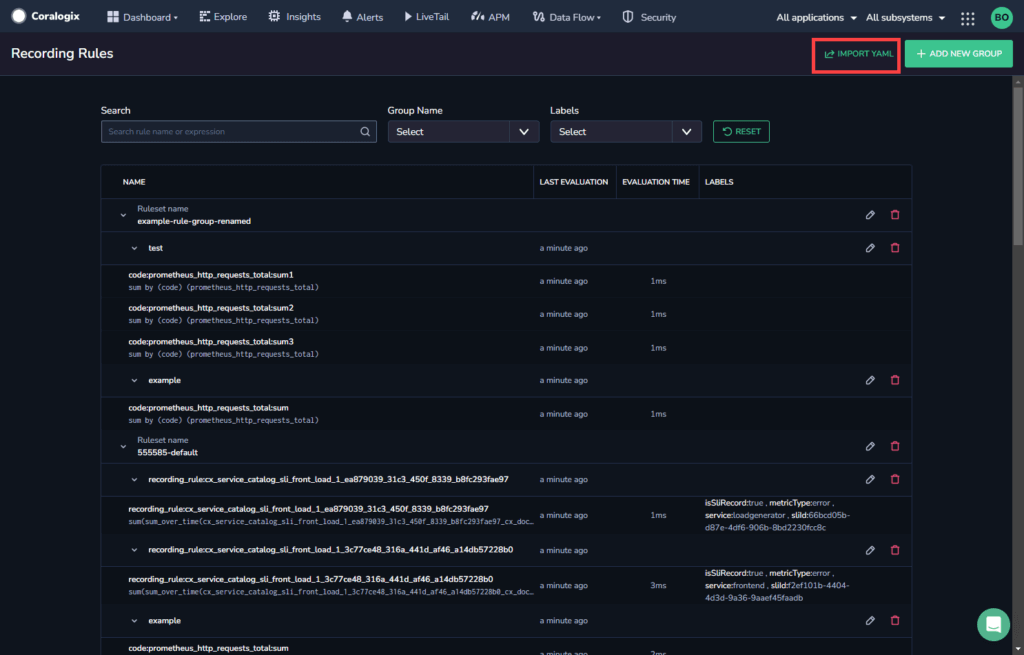 Coralogix Dashboard Explore Insights Alerts LiveTail APM Data Flow Security All applications All subsystems BO
Recording Rules IMPORT YAML + ADD NEW GROUP
Search Group Name Labels
Search rule name or expression Select Select RESET
NAME LAST EVALUATION EVALUATION TIME LABELS
Ruleset name
example-rule-group-renamed
test a minute ago
code:prometheus_http_requests_total:sum1
sum by (code) (prometheus_http_requests_total) a minute ago 1ms
code:prometheus_http_requests_total:sum2
sum by (code) (prometheus_http_requests_total) a minute ago 1ms
code:prometheus_http_requests_total:sum3
sum by (code) (prometheus_http_requests_total) a minute ago 1ms
example a minute ago
code:prometheus_http_requests_total:sum
sum by (code) (prometheus_http_requests_total) a minute ago 1ms
Ruleset name
555585-default
recording_rule:cx_service_catalog_sli_front_load_1_ea879039_31c3_450f_8339_b8fc293fae97 a minute ago
recording_rule:cx_service_catalog_sli_front_load_1_ea879039_31c3_450f_8339_b8fc293fae97
sum(sum_over_time(cx_service_catalog_sli_front_load_1_ea879039_31c3_450f_8339_b8fc293fae97_cx_doc... a minute ago 1ms
isSliRecord:true , metricType:error ,
service:loadgenerator , sliId:66bcd05b-
d87e-4df6-906b-8bd2230fcc8c
recording_rule:cx_service_catalog_sli_front_load_1_3c77ce48_316a_441d_af46_a14db57228b0 a minute ago
recording_rule:cx_service_catalog_sli_front_load_1_3c77ce48_316a_441d_af46_a14db57228b0
sum(sum_over_time(cx_service_catalog_sli_front_load_1_3c77ce48_316a_441d_af46_a14db57228b0_cx_doc... a minute ago 3ms
isSliRecord:true , metricType:error ,
service:frontend , sliId:f2ef101b-4404-
4d3d-9a36-9aaef45faadb
example a minute ago
code:prometheus_http_requests_total:sum
a minute ago 2ms